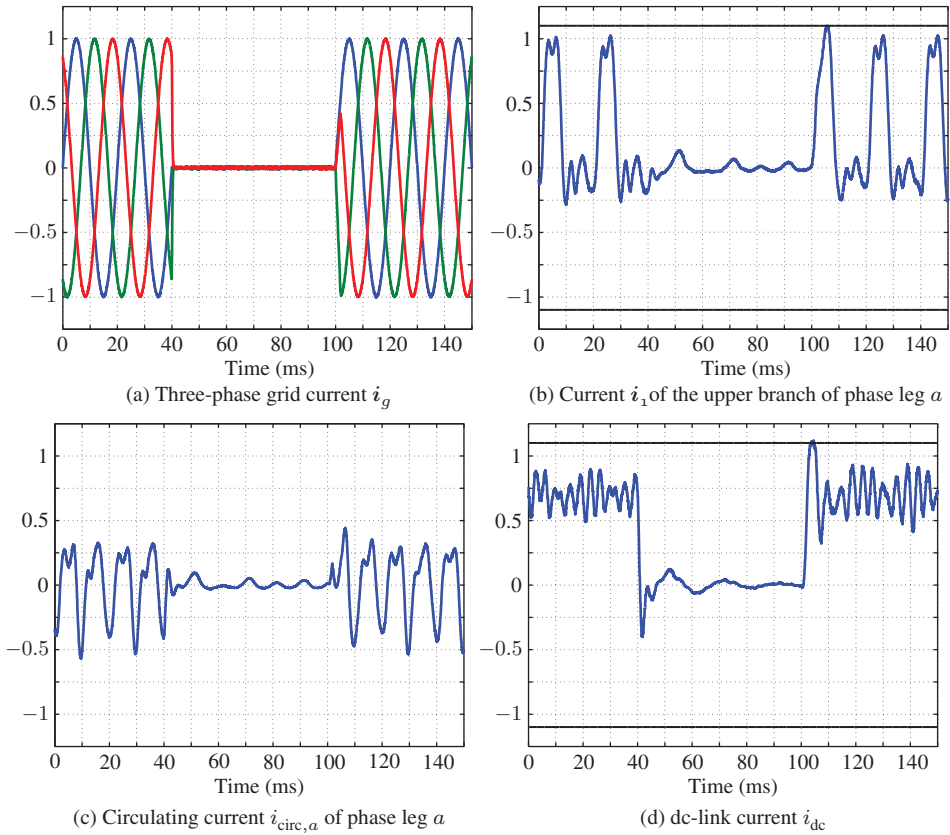 1
0.5
0
−0.5
−1
0 20 40 60 80 100 120 140
Time (ms)
(a) Three-phase grid current i_g
1
0.5
0
−0.5
−1
0 20 40 60 80 100 120 140
Time (ms)
(b) Current i_1 of the upper branch of phase leg a
1
0.5
0
−0.5
−1
0 20 40 60 80 100 120 140
Time (ms)
(c) Circulating current i_circ,a of phase leg a
1
0.5
0
−0.5
−1
0 20 40 60 80 100 120 140
Time (ms)
(d) dc-link current i_dc